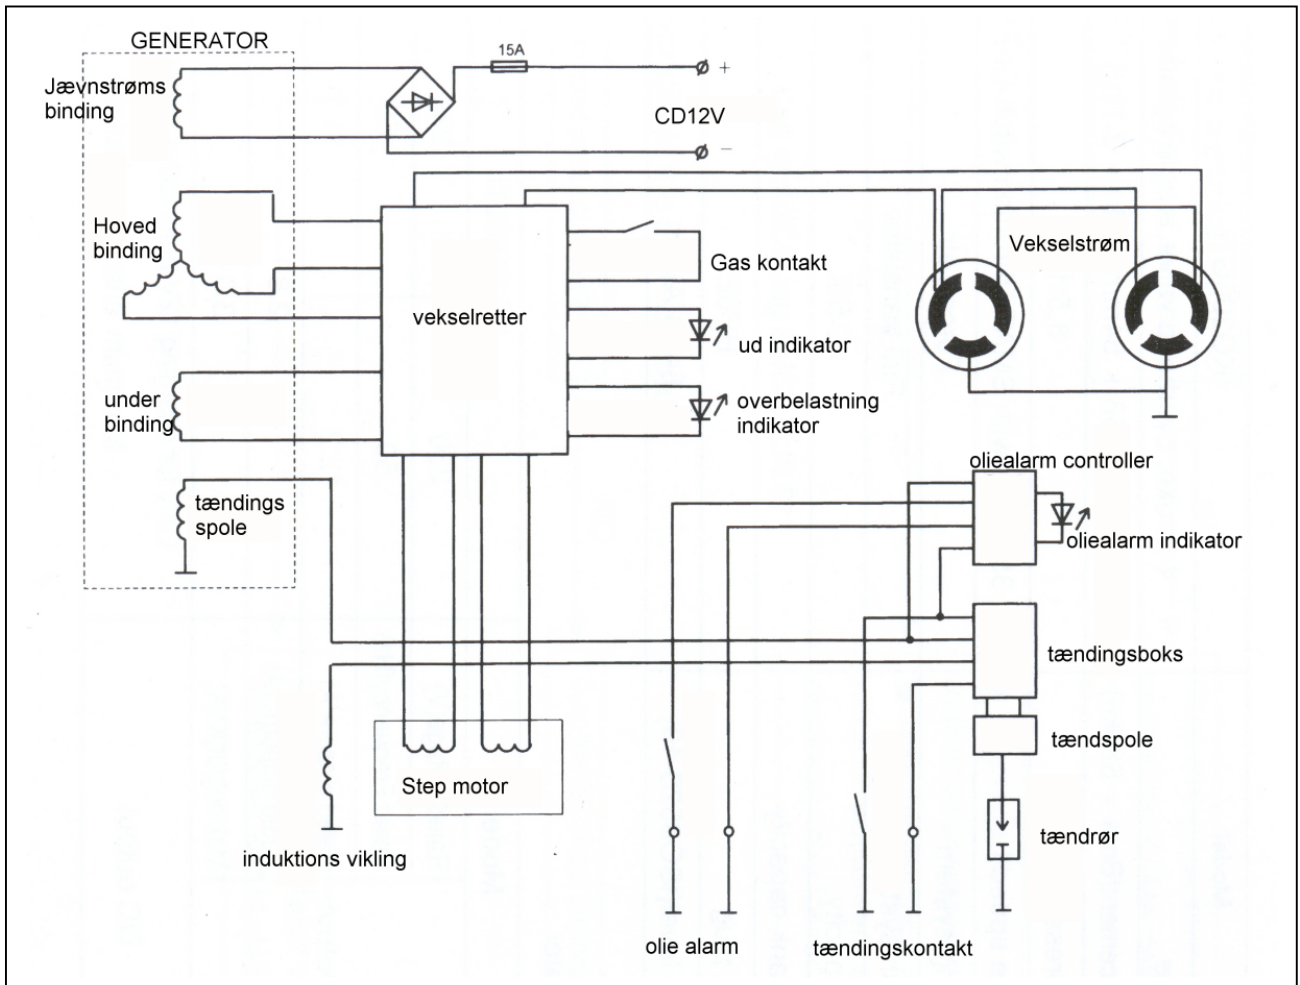 GENERATOR
15A
+
Jævnstrøms
binding
CD12V
−
Hoved
binding
Vekselstrøm
Gas kontakt
vekselretter
ud indikator
under
binding
overbelastning
indikator
oliealarm controller
tændings
spole
oliealarm indikator
tændingsboks
tændspole
Step motor
tændrør
induktions vikling
olie alarm
tændingskontakt